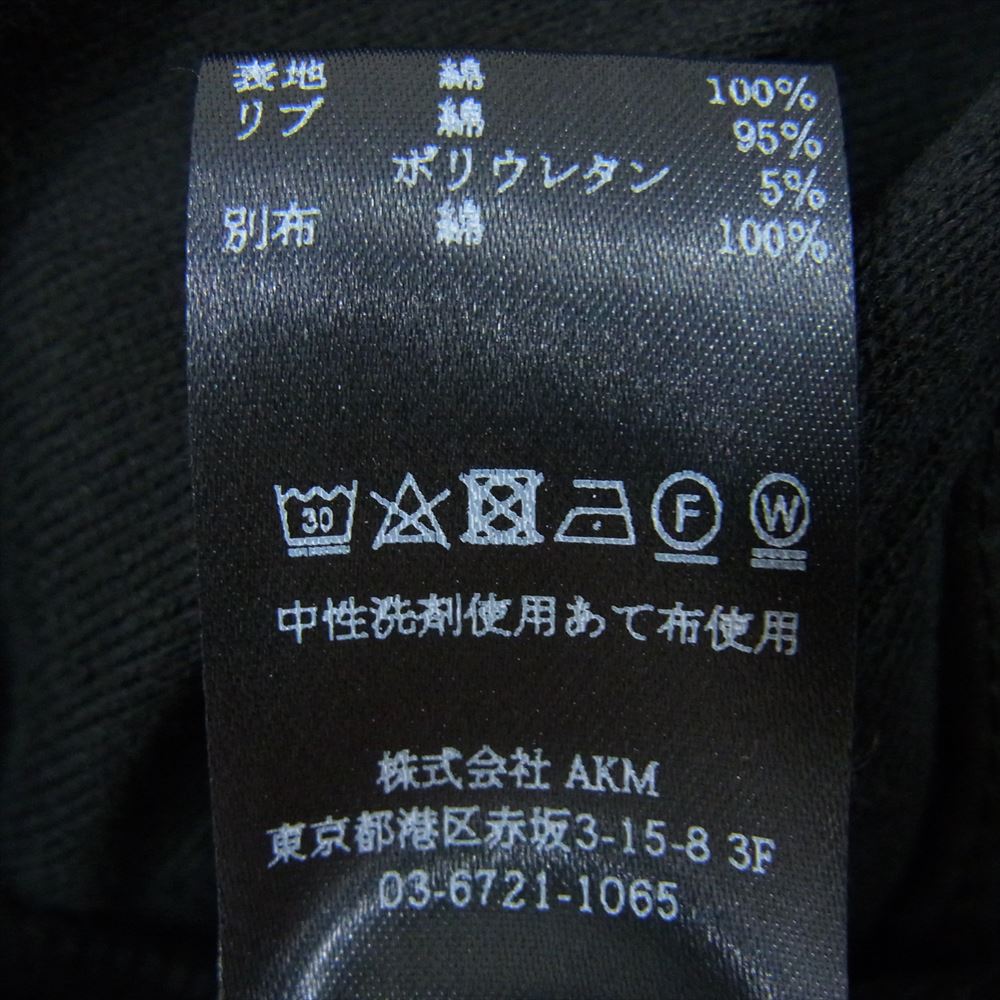 表地 綿 100%
リブ 綿 95%
ポリウレタン 5%
別布 綿 100%
30 F W
中性洗剤使用あて布使用
株式会社 AKM
東京都港区赤坂3-15-8 3F
03-6721-1065